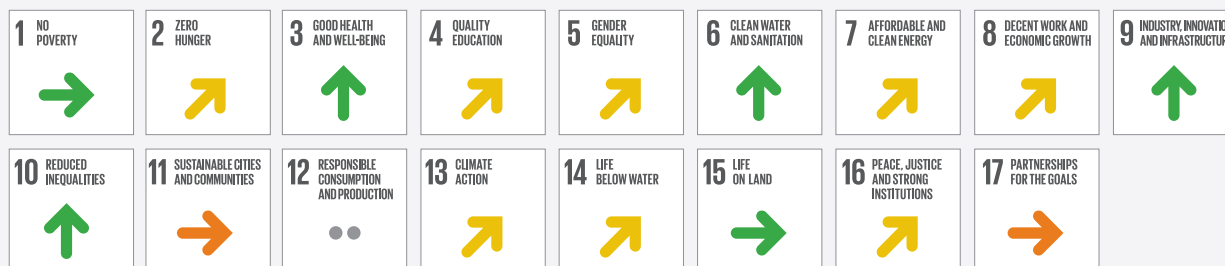 1 NO
POVERTY
2 ZERO
HUNGER
3 GOOD HEALTH
AND WELL-BEING
4 QUALITY
EDUCATION
5 GENDER
EQUALITY
6 CLEAN WATER
AND SANITATION
7 AFFORDABLE AND
CLEAN ENERGY
8 DECENT WORK AND
ECONOMIC GROWTH
9 INDUSTRY, INNOVATIO
AND INFRASTRUCTUR
10 REDUCED
INEQUALITIES
11 SUSTAINABLE CITIES
AND COMMUNITIES
12 RESPONSIBLE
CONSUMPTION
AND PRODUCTION
13 CLIMATE
ACTION
14 LIFE
BELOW WATER
15 LIFE
ON LAND
16 PEACE, JUSTICE
AND STRONG
INSTITUTIONS
17 PARTNERSHIPS
FOR THE GOALS